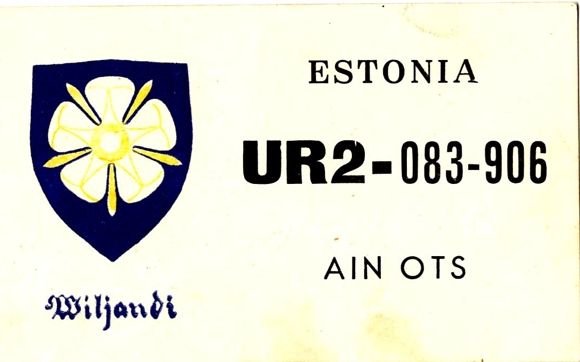 ESTONIA
UR2-083-906
AIN OTS
Wiljandi